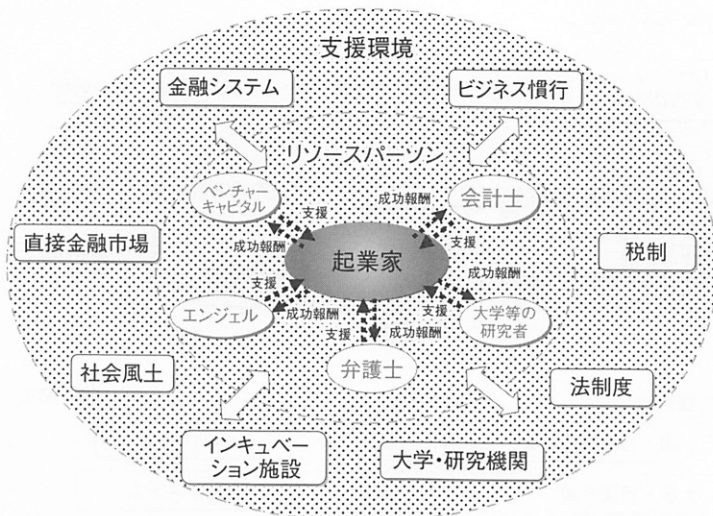 支援環境
金融システム
ビジネス慣行
リソースパーソン
ベンチャー
キャピタル
会計士
支援
成功報酬
成功報酬
支援
直接金融市場
起業家
税制
支援
成功報酬
成功報酬
支援
エンジェル
大学等の
研究者
支援
成功報酬
弁護士
社会風土
法制度
インキュベー
ション施設
大学・研究機関